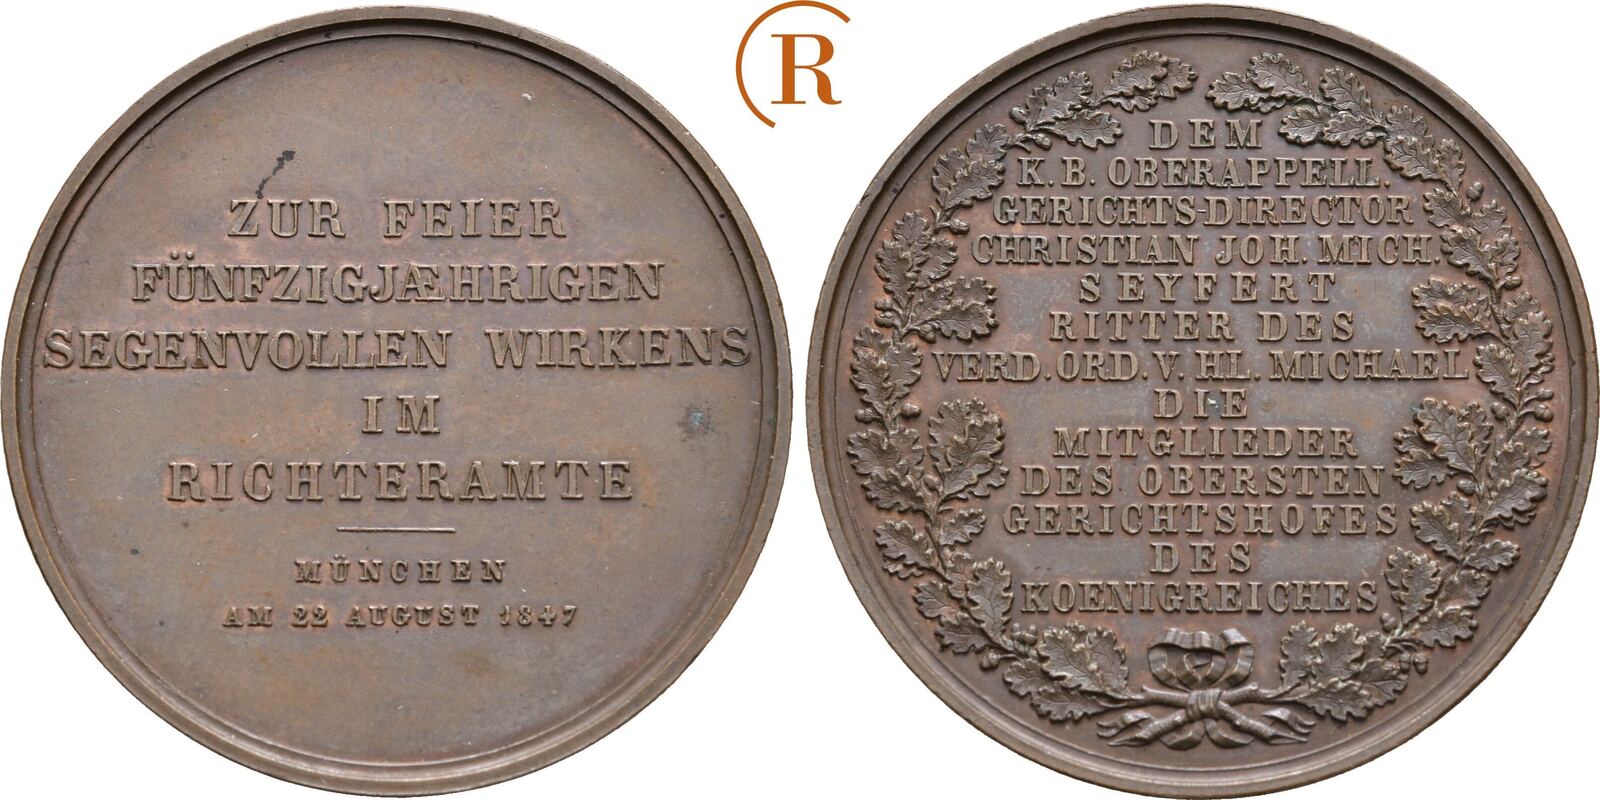 ZUR FEIER
FÜNFZIGJÆHRIGEN
SEGENVOLLEN WIRKENS
IM
RICHTERAMTE
MÜNCHEN
AM 22 AUGUST 1847
R
DEM
K. B. OBERAPPELL.
GERICHTS-DIRECTOR
CHRISTIAN JOH. MICH.
SEYFERT
RITTER DES
VERD. ORD. V. HL. MICHAEL
DIE
MITGLIEDER
DES OBERSTEN
GERICHTSHOFES
DES
KOENIGREICHES